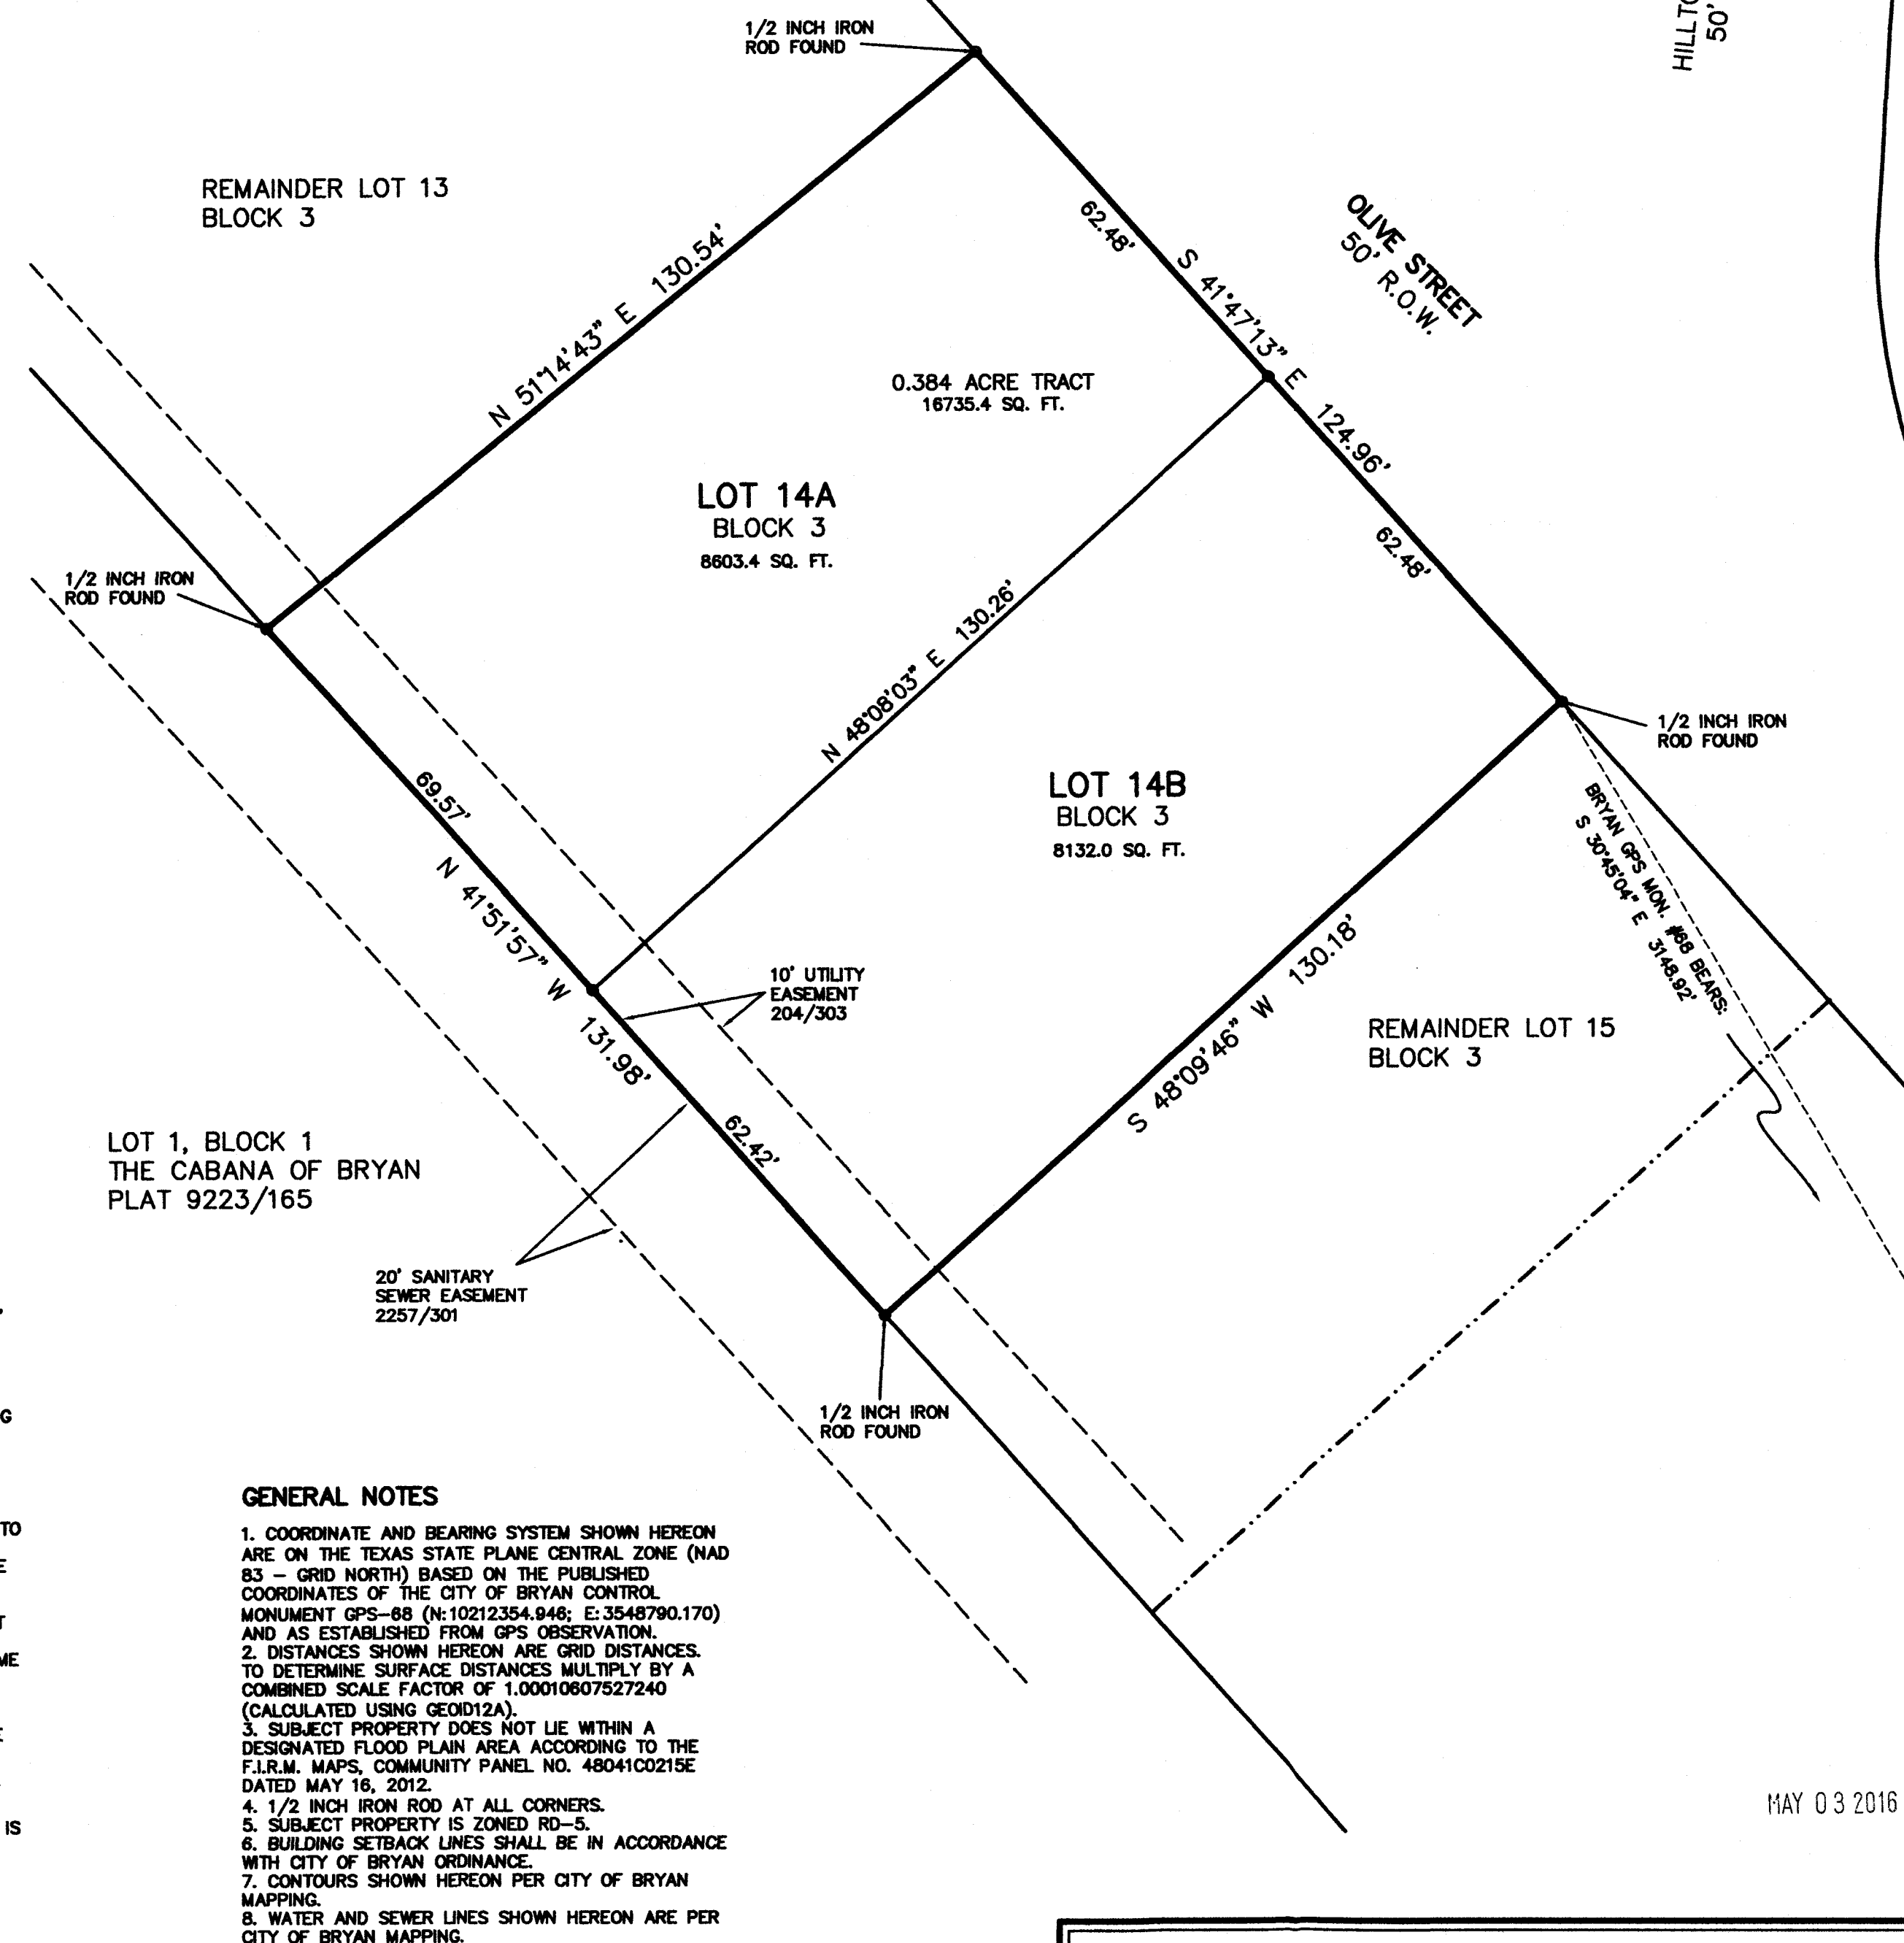 1/2 INCH IRON
ROD FOUND
HILLTO
50'
REMAINDER LOT 13
BLOCK 3
OLIVE STREET
50' R.O.W.
62.48'
S 41°47'13" E 124.96'
62.48'
N 51°14'43" E 130.54'
0.384 ACRE TRACT
16735.4 SQ. FT.
LOT 14A
BLOCK 3
8603.4 SQ. FT.
1/2 INCH IRON
ROD FOUND
N 48°08'03" E 130.26'
1/2 INCH IRON
ROD FOUND
LOT 14B
BLOCK 3
8132.0 SQ. FT.
BRYAN GPS MON. #68 BEARS:
S 30°45'04" E 3148.92'
69.57'
N 41°51'57" W 131.98'
62.42'
10' UTILITY
EASEMENT
204/303
S 48°09'46" W 130.18'
REMAINDER LOT 15
BLOCK 3
LOT 1, BLOCK 1
THE CABANA OF BRYAN
PLAT 9223/165
20' SANITARY
SEWER EASEMENT
2257/301
1/2 INCH IRON
ROD FOUND
G
TO
E
T
ME
E
IS
GENERAL NOTES
1. COORDINATE AND BEARING SYSTEM SHOWN HEREON
ARE ON THE TEXAS STATE PLANE CENTRAL ZONE (NAD
83 - GRID NORTH) BASED ON THE PUBLISHED
COORDINATES OF THE CITY OF BRYAN CONTROL
MONUMENT GPS-68 (N:10212354.946; E:3548790.170)
AND AS ESTABLISHED FROM GPS OBSERVATION.
2. DISTANCES SHOWN HEREON ARE GRID DISTANCES.
TO DETERMINE SURFACE DISTANCES MULTIPLY BY A
COMBINED SCALE FACTOR OF 1.00010607527240
(CALCULATED USING GEOID12A).
3. SUBJECT PROPERTY DOES NOT LIE WITHIN A
DESIGNATED FLOOD PLAIN AREA ACCORDING TO THE
F.I.R.M. MAPS, COMMUNITY PANEL NO. 48041C0215E
DATED MAY 16, 2012.
4. 1/2 INCH IRON ROD AT ALL CORNERS.
5. SUBJECT PROPERTY IS ZONED RD-5.
6. BUILDING SETBACK LINES SHALL BE IN ACCORDANCE
WITH CITY OF BRYAN ORDINANCE.
7. CONTOURS SHOWN HEREON PER CITY OF BRYAN
MAPPING.
8. WATER AND SEWER LINES SHOWN HEREON ARE PER
CITY OF BRYAN MAPPING.
MAY 03 2016